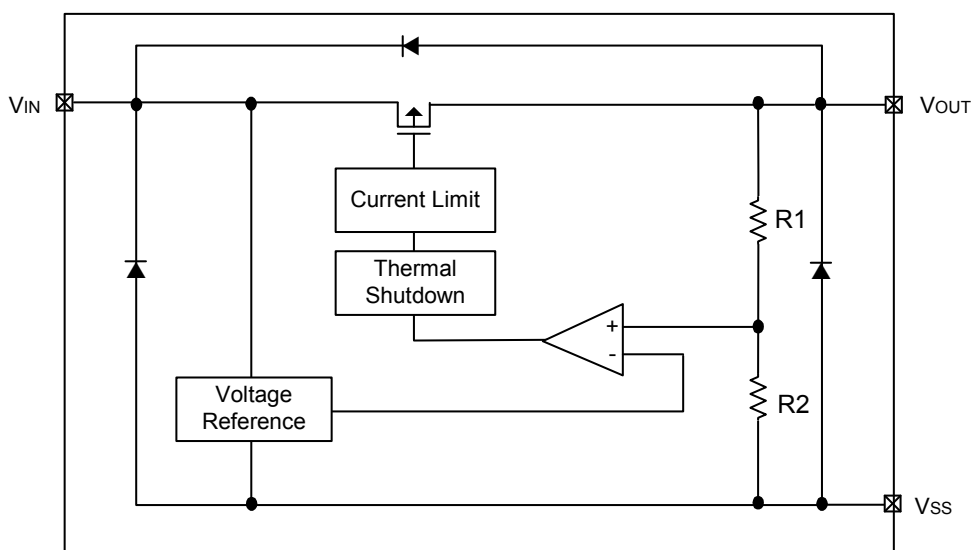 VIN
VOUT
Current Limit
R1
Thermal
Shutdown
+
-
Voltage
Reference
R2
VSS